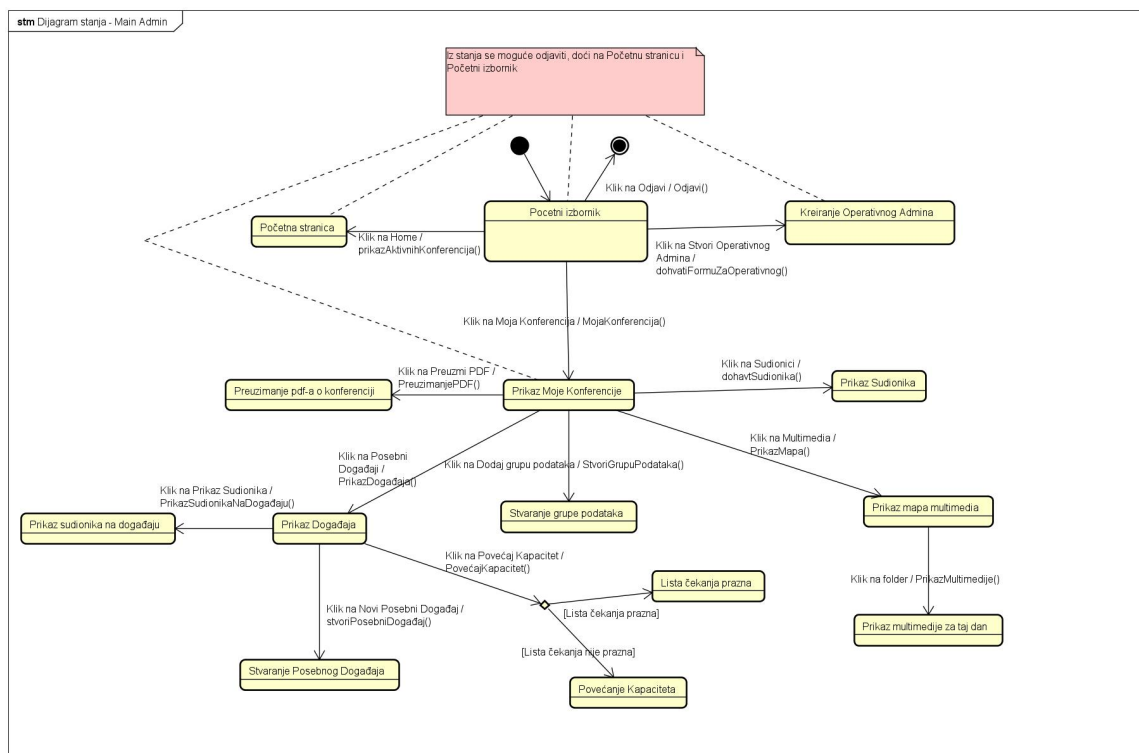 stm Dijagram stanja - Main Admin
Iz stanja se moguće odjaviti, doći na Početnu stranicu i
Početni izbornik
Klik na Odjavi / Odjavi()
Pocetni izbornik
Kreiranje Operativnog Admina
Početna stranica
Klik na Home /
prikazAktivnihKonferencija()
Klik na Stvori Operativnog
Admina /
dohvatiFormuZaOperativnog()
Klik na Moja Konferencija / MojaKonferencija()
Klik na Preuzmi PDF /
PreuzimanjePDF()
Klik na Sudionici /
dohavtSudionika()
Preuzimanje pdf-a o konferenciji
Prikaz Moje Konferencije
Prikaz Sudionika
Klik na Posebni
Događaji /
PrikazDogađaja()
Klik na Dodaj grupu podataka / StvoriGrupuPodataka()
Klik na Multimedia /
PrikazMapa()
Klik na Prikaz Sudionika /
PrikazSudionikaNaDogađaju()
Prikaz sudionika na događaju
Prikaz Događaja
Stvaranje grupe podataka
Prikaz mapa multimedia
Klik na Povećaj Kapacitet /
PovećajKapacitet()
Klik na folder / PrikazMultimedije()
Lista čekanja prazna
[Lista čekanja prazna]
Klik na Novi Posebni Događaj /
stvoriPosebniDogađaj()
Prikaz multimedije za taj dan
[Lista čekanja nije prazna]
Stvaranje Posebnog Događaja
Povećanje Kapaciteta